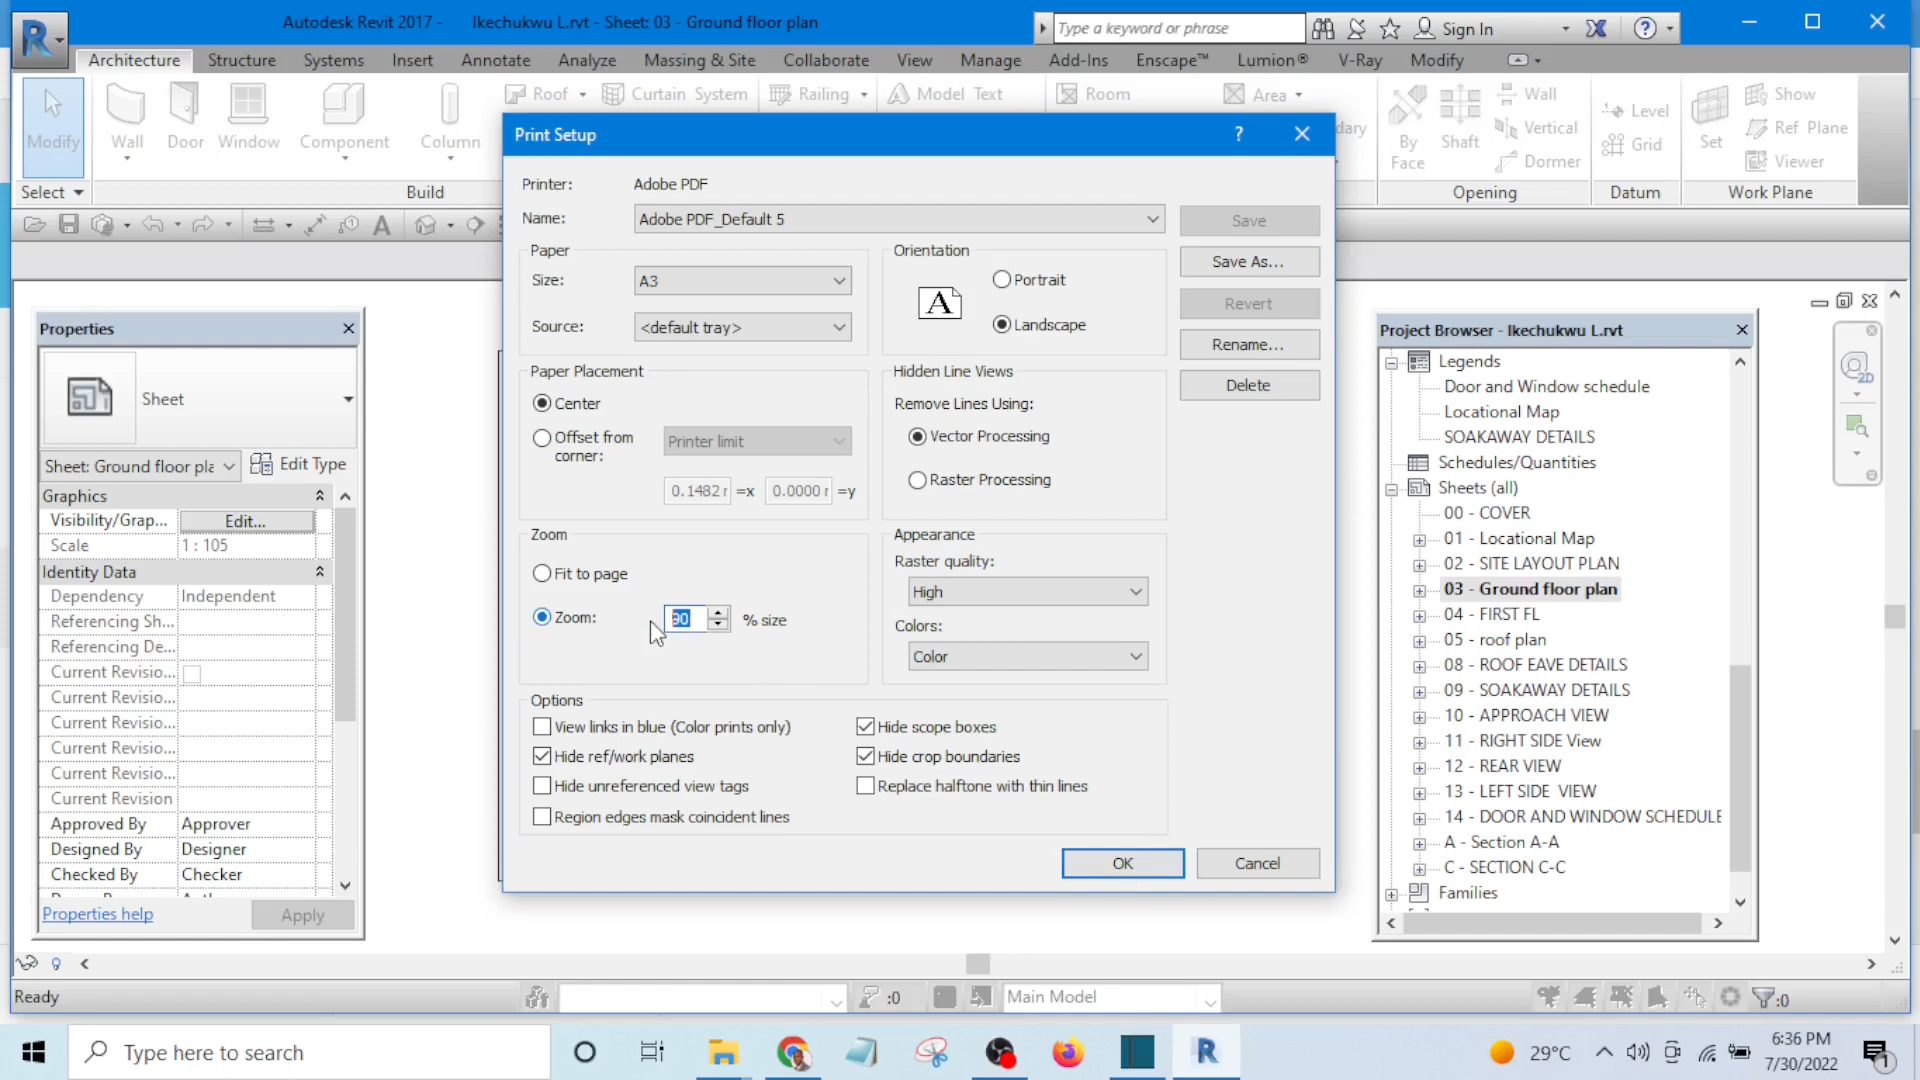 Autodesk Revit 2017 - Ikechukwu L.rvt - Sheet: 03 - Ground floor plan
Type a keyword or phrase
Sign In
Architecture Structure Systems Insert Annotate Analyze Massing & Site Collaborate View Manage Add-Ins Enscape™ Lumion® V-Ray Modify
Modify
Wall Door Window Component Column
Roof Curtain System Railing Model Text Room Area
By Face Shaft Wall Vertical Dormer
Level Grid
Set Show Ref Plane Viewer
Select Build Opening Datum Work Plane
Print Setup
Printer: Adobe PDF
Name: Adobe PDF_Default 5
Save
Save As...
Revert
Rename...
Delete
Paper
Size: A3
Source: <default tray>
Orientation
Portrait
Landscape
Paper Placement
Center
Offset from corner:
Printer limit
=x 0.0000 =y
Hidden Line Views
Remove Lines Using:
Vector Processing
Raster Processing
Zoom
Fit to page
Zoom: 90 % size
Appearance
Raster quality:
High
Colors:
Color
Options
View links in blue (Color prints only)
Hide ref/work planes
Hide unreferenced view tags
Region edges mask coincident lines
Hide scope boxes
Hide crop boundaries
Replace halftone with thin lines
OK
Cancel
Properties
Sheet
Sheet: Ground floor pla
Edit Type
Graphics
Visibility/Grap... Edit...
Scale 1 : 105
Identity Data
Dependency Independent
Referencing Sh...
Referencing De...
Current Revisio...
Current Revisio...
Current Revisio...
Current Revisio...
Current Revisio...
Current Revision
Approved By Approver
Designed By Designer
Checked By Checker
Properties help
Apply
Project Browser - Ikechukwu L.rvt
Legends
Door and Window schedule
Locational Map
SOAKAWAY DETAILS
Schedules/Quantities
Sheets (all)
00 - COVER
01 - Locational Map
02 - SITE LAYOUT PLAN
03 - Ground floor plan
04 - FIRST FL
05 - roof plan
08 - ROOF EAVE DETAILS
09 - SOAKAWAY DETAILS
10 - APPROACH VIEW
11 - RIGHT SIDE View
12 - REAR VIEW
13 - LEFT SIDE VIEW
14 - DOOR AND WINDOW SCHEDULE
A - Section A-A
C - SECTION C-C
Families
2D
Ready
:0
Main Model
:0
Type here to search
29°C
6:36 PM
7/30/2022
1